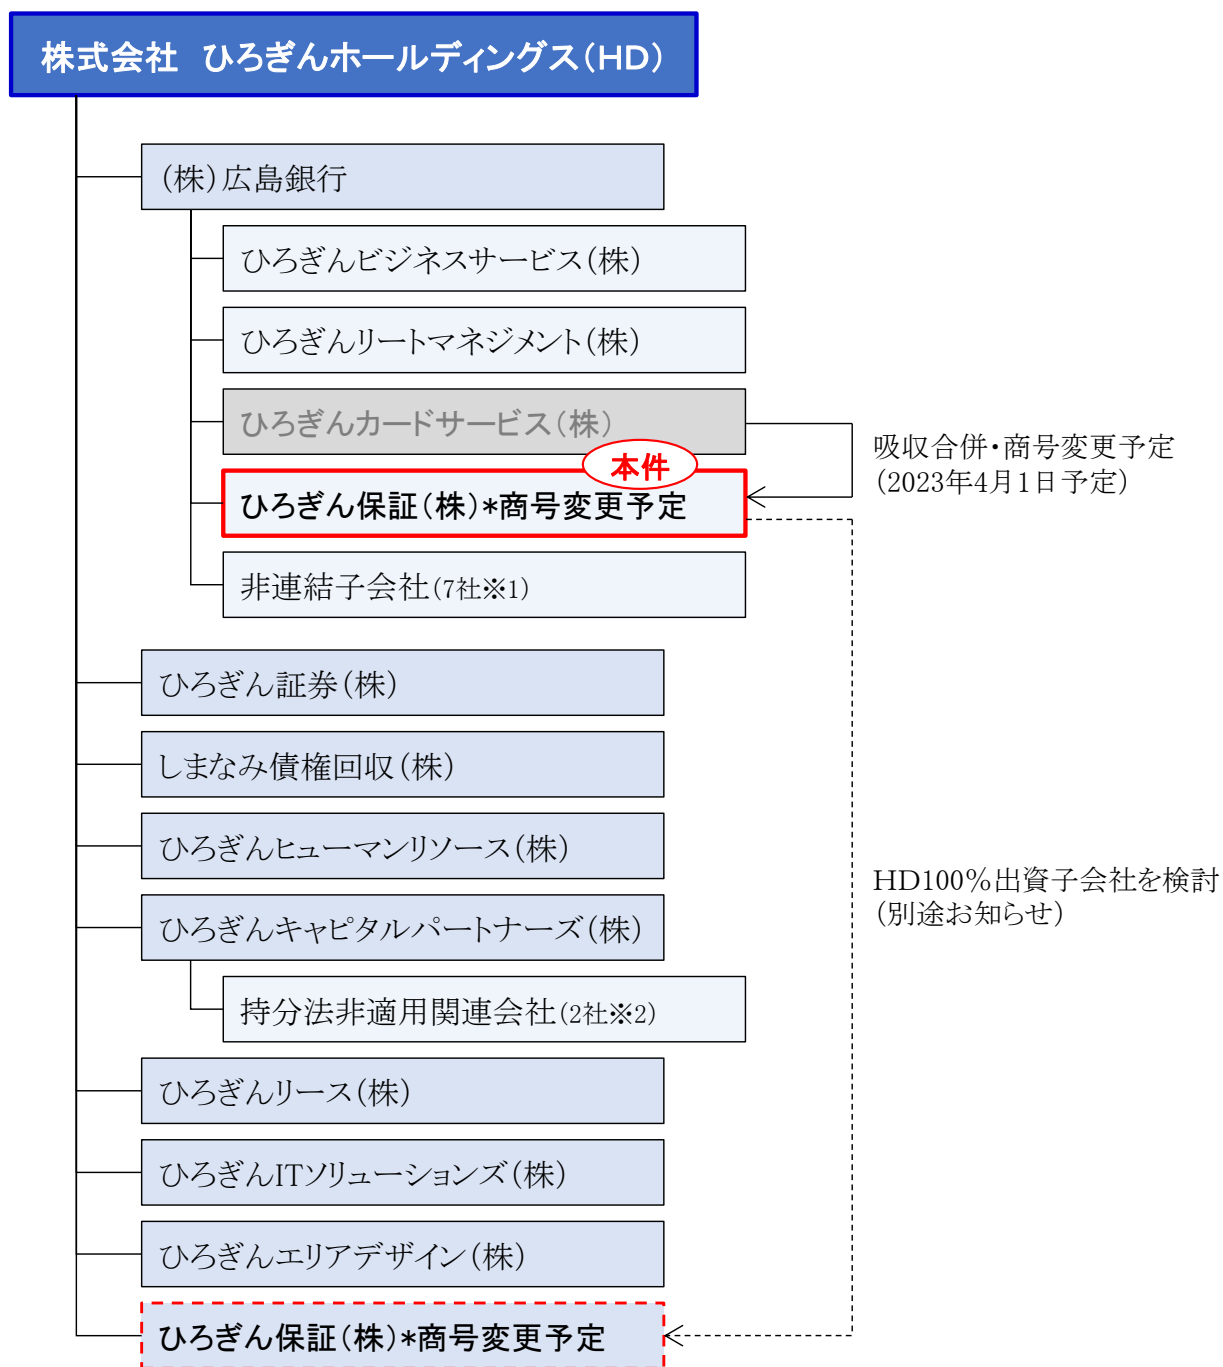 株式会社　ひろぎんホールディングス（HD）
（株）広島銀行
ひろぎんビジネスサービス（株）
ひろぎんリートマネジメント（株）
ひろぎんカードサービス（株）
吸収合併・商号変更予定
（2023年4月1日予定）
本件
ひろぎん保証（株）*商号変更予定
非連結子会社（7社※1）
ひろぎん証券（株）
しまなみ債権回収（株）
ひろぎんヒューマンリソース（株）
HD100％出資子会社を検討
（別途お知らせ）
ひろぎんキャピタルパートナーズ（株）
持分法非適用関連会社（2社※2）
ひろぎんリース（株）
ひろぎんITソリューションズ（株）
ひろぎんエリアデザイン（株）
ひろぎん保証（株）*商号変更予定